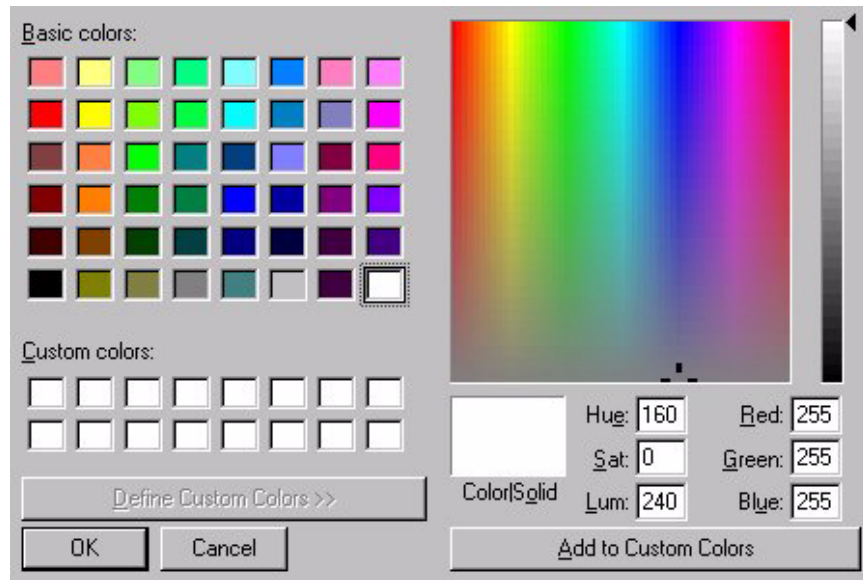 Basic colors:
Custom colors:
Define Custom Colors >>
OK Cancel
Color|Solid
Hue: 160 Red: 255
Sat: 0 Green: 255
Lum: 240 Blue: 255
Add to Custom Colors